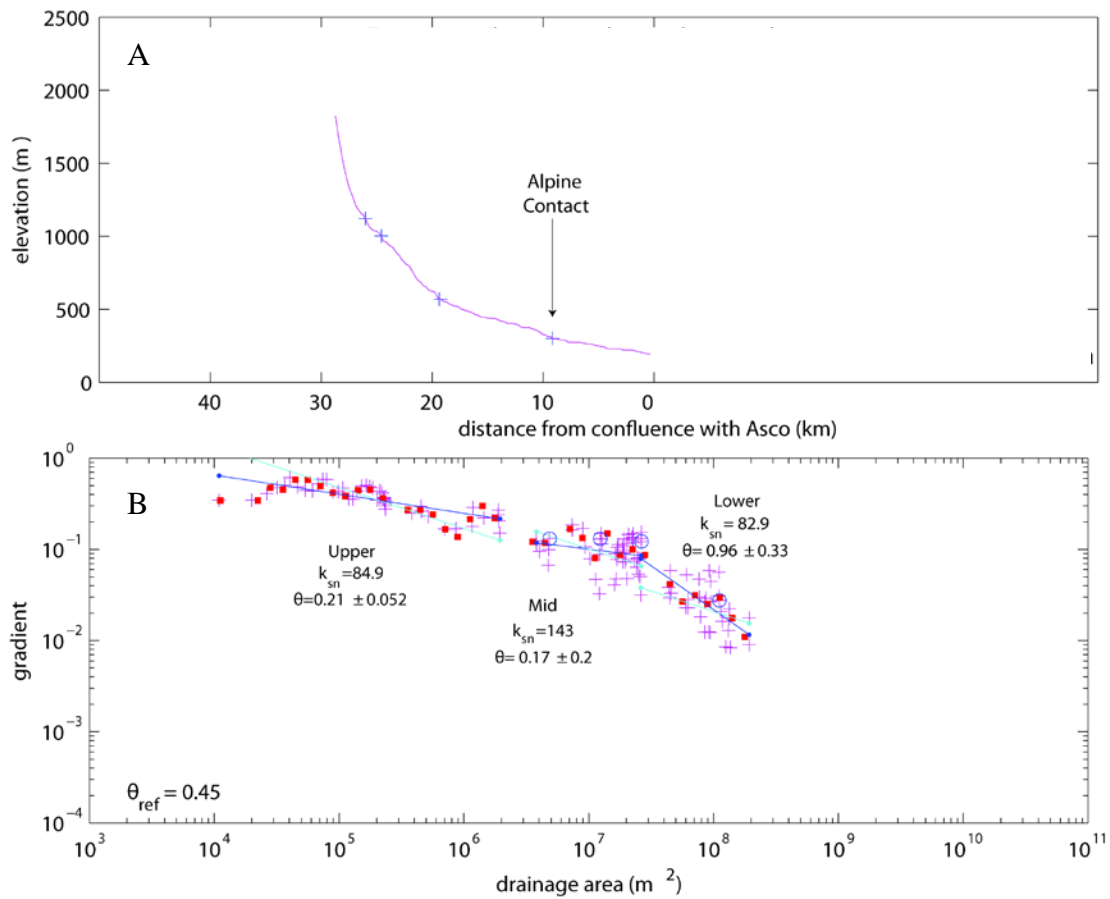 2500
A
2000
1500
1000
500
0
elevation (m)
Alpine
Contact
40 30 20 10 0
distance from confluence with Asco (km)
10^0
B
10^-1
10^-2
10^-3
10^-4
gradient
Upper
k_sn=84.9
θ=0.21 ±0.052
Mid
k_sn=143
θ= 0.17 ±0.2
Lower
k_sn= 82.9
θ= 0.96 ± 0.33
θ_ref = 0.45
10^3 10^4 10^5 10^6 10^7 10^8 10^9 10^10 10^11
drainage area (m^2)